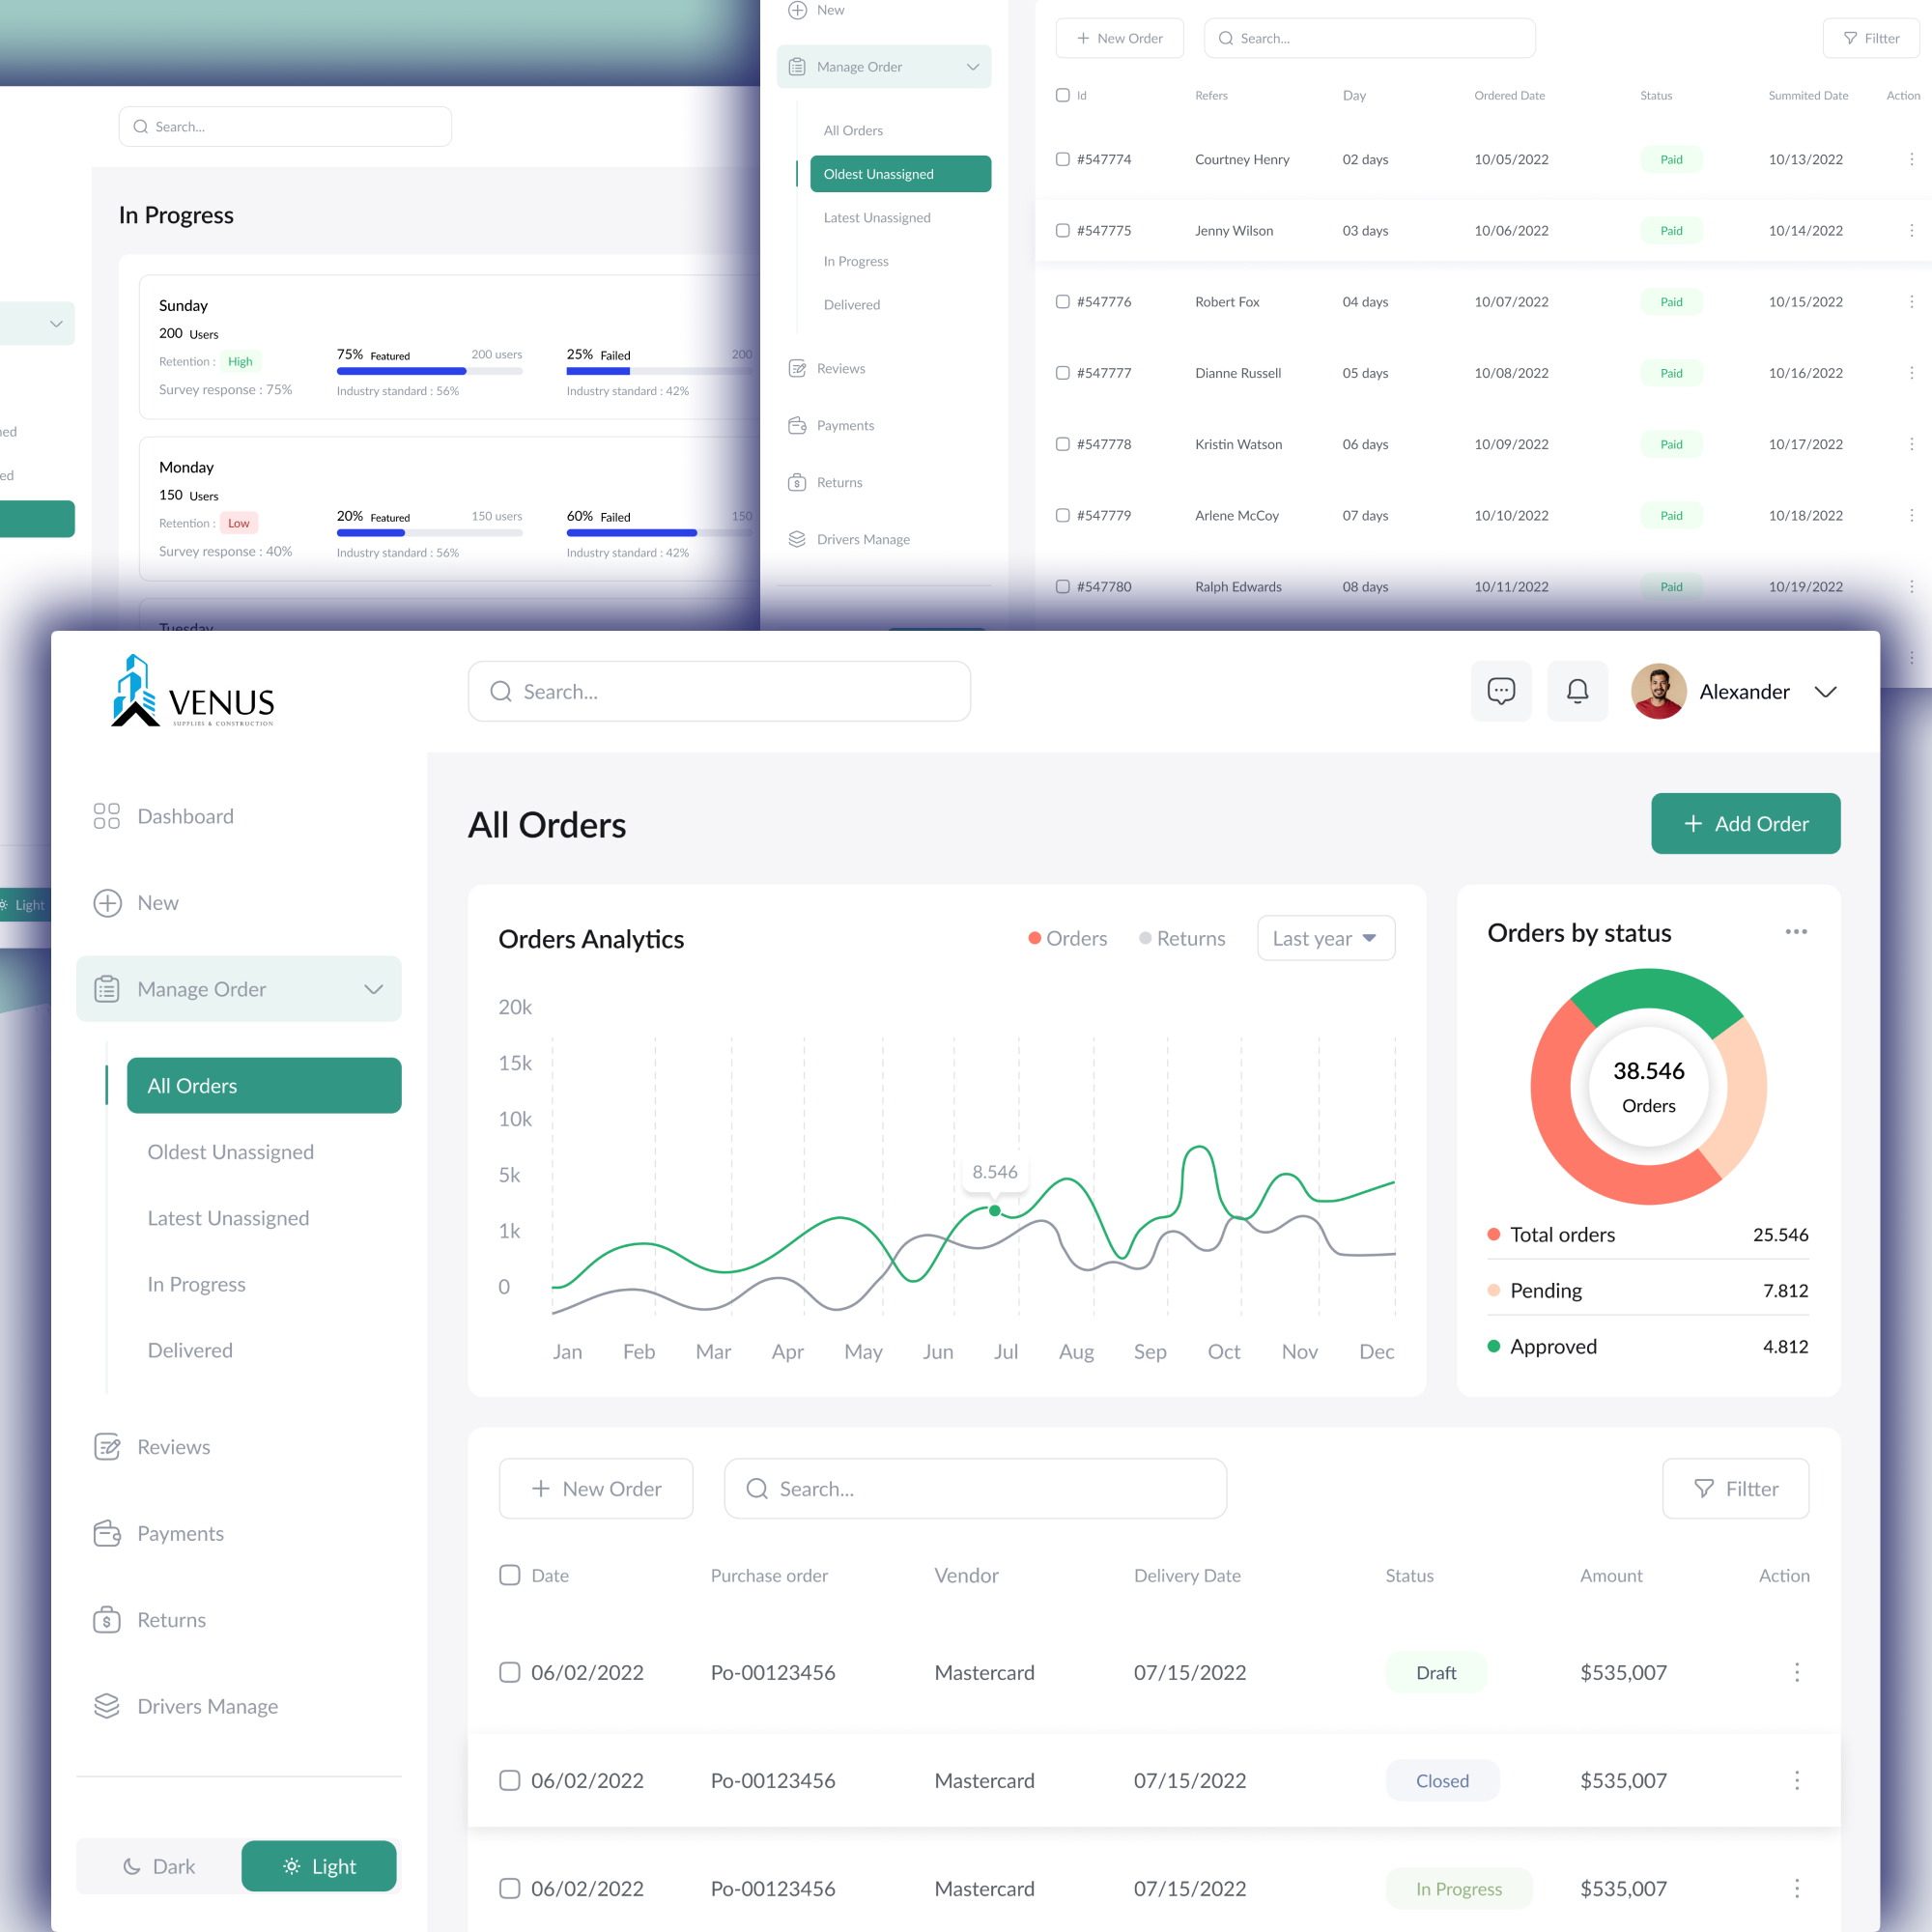 Search...
In Progress
Sunday
200 Users
Retention : High
Survey response : 75%
75% Featured 200 users
Industry standard : 56%
25% Failed 200
Industry standard : 42%
Monday
150 Users
Retention : Low
Survey response : 40%
20% Featured 150 users
Industry standard : 56%
60% Failed 150
Industry standard : 42%
Tuesday
Light
New
Manage Order
All Orders
Oldest Unassigned
Latest Unassigned
In Progress
Delivered
Reviews
Payments
Returns
Drivers Manage
New Order Search... Filtter
Id Refers Day Ordered Date Status Summited Date Action
#547774 Courtney Henry 02 days 10/05/2022 Paid 10/13/2022
#547775 Jenny Wilson 03 days 10/06/2022 Paid 10/14/2022
#547776 Robert Fox 04 days 10/07/2022 Paid 10/15/2022
#547777 Dianne Russell 05 days 10/08/2022 Paid 10/16/2022
#547778 Kristin Watson 06 days 10/09/2022 Paid 10/17/2022
#547779 Arlene McCoy 07 days 10/10/2022 Paid 10/18/2022
#547780 Ralph Edwards 08 days 10/11/2022 Paid 10/19/2022
VENUS
SUPPLIES & CONSTRUCTION
Search...
Alexander
Dashboard
New
Manage Order
All Orders
Oldest Unassigned
Latest Unassigned
In Progress
Delivered
Reviews
Payments
Returns
Drivers Manage
Dark Light
All Orders
Add Order
Orders Analytics Orders Returns Last year
20k
15k
10k
5k
1k
0
8.546
Jan Feb Mar Apr May Jun Jul Aug Sep Oct Nov Dec
Orders by status
38.546
Orders
Total orders 25.546
Pending 7.812
Approved 4.812
New Order Search... Filtter
Date Purchase order Vendor Delivery Date Status Amount Action
06/02/2022 Po-00123456 Mastercard 07/15/2022 Draft $535,007
06/02/2022 Po-00123456 Mastercard 07/15/2022 Closed $535,007
06/02/2022 Po-00123456 Mastercard 07/15/2022 In Progress $535,007